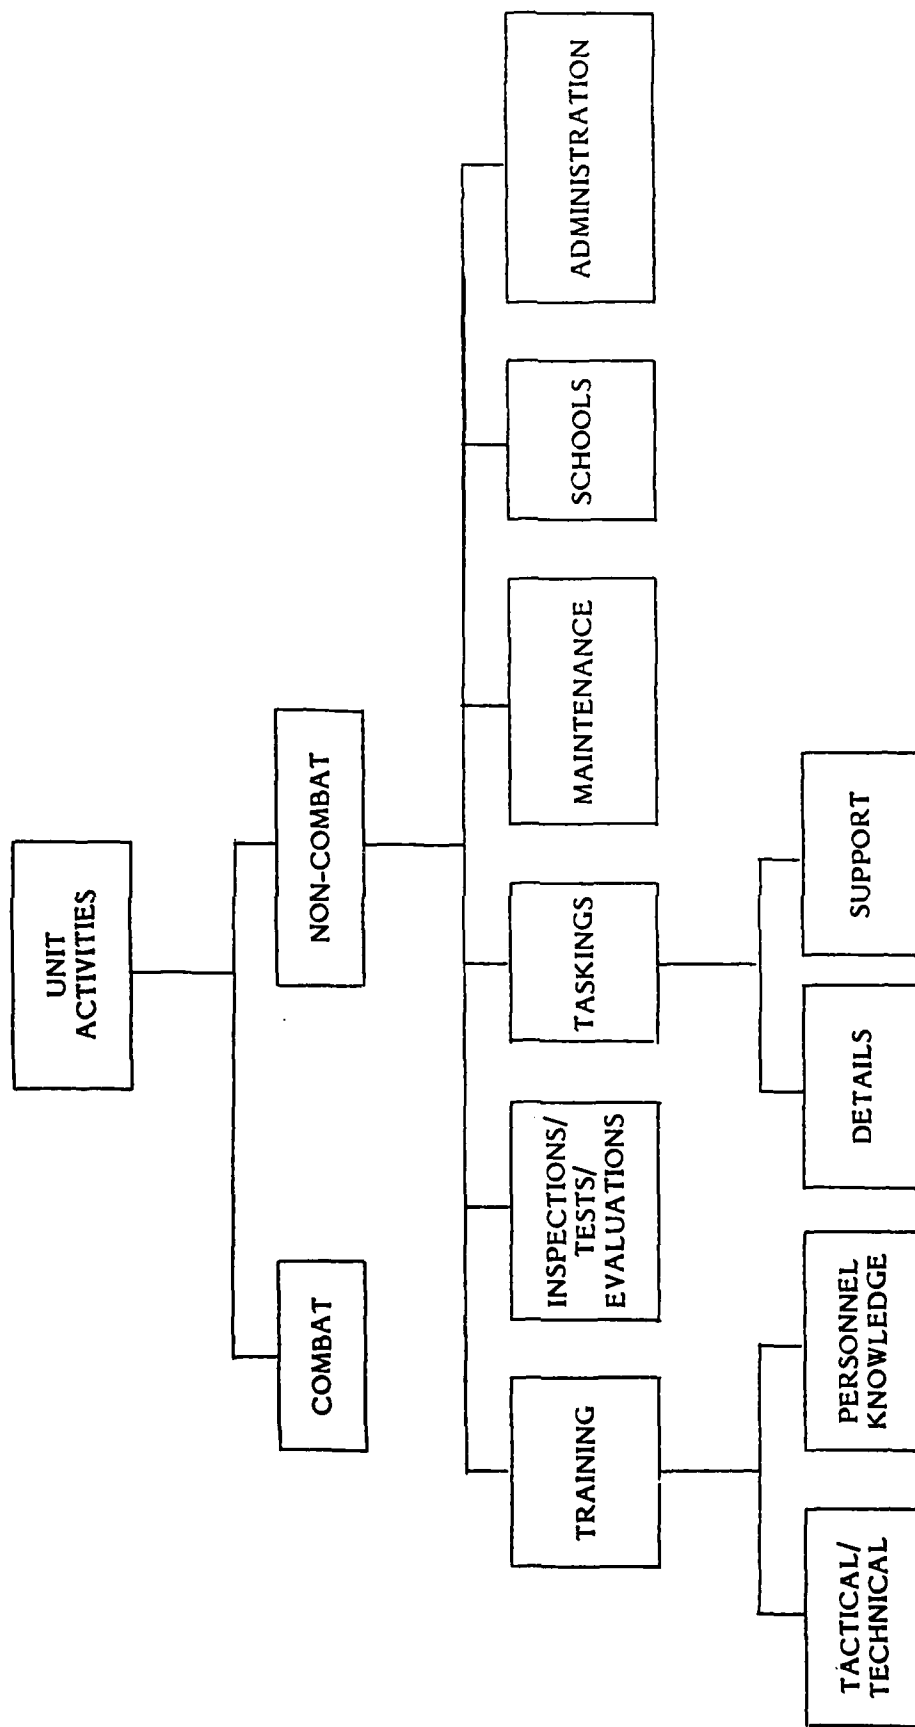 UNIT
ACTIVITIES
COMBAT
NON-COMBAT
TRAINING
INSPECTIONS/
TESTS/
EVALUATIONS
TASKINGS
MAINTENANCE
SCHOOLS
ADMINISTRATION
TACTICAL/
TECHNICAL
PERSONNEL
KNOWLEDGE
DETAILS
SUPPORT